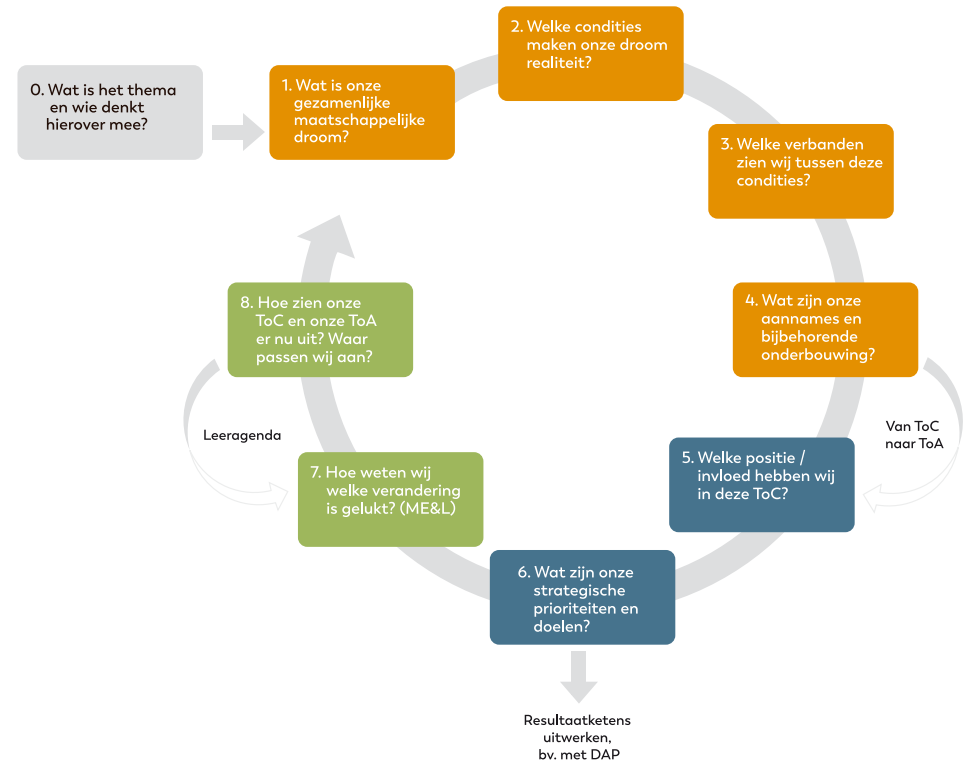 0. Wat is het thema
en wie denkt
hierover mee?
1. Wat is onze
gezamenlijke
maatschappelijke
droom?
2. Welke condities
maken onze droom
realiteit?
3. Welke verbanden
zien wij tussen deze
condities?
4. Wat zijn onze
aannames en
bijbehorende
onderbouwing?
Van ToC
naar ToA
5. Welke positie /
invloed hebben wij
in deze ToC?
6. Wat zijn onze
strategische
prioriteiten en
doelen?
Resultaatketens
uitwerken,
bv. met DAP
7. Hoe weten wij
welke verandering
is gelukt? (ME&L)
Leeragenda
8. Hoe zien onze
ToC en onze ToA
er nu uit? Waar
passen wij aan?